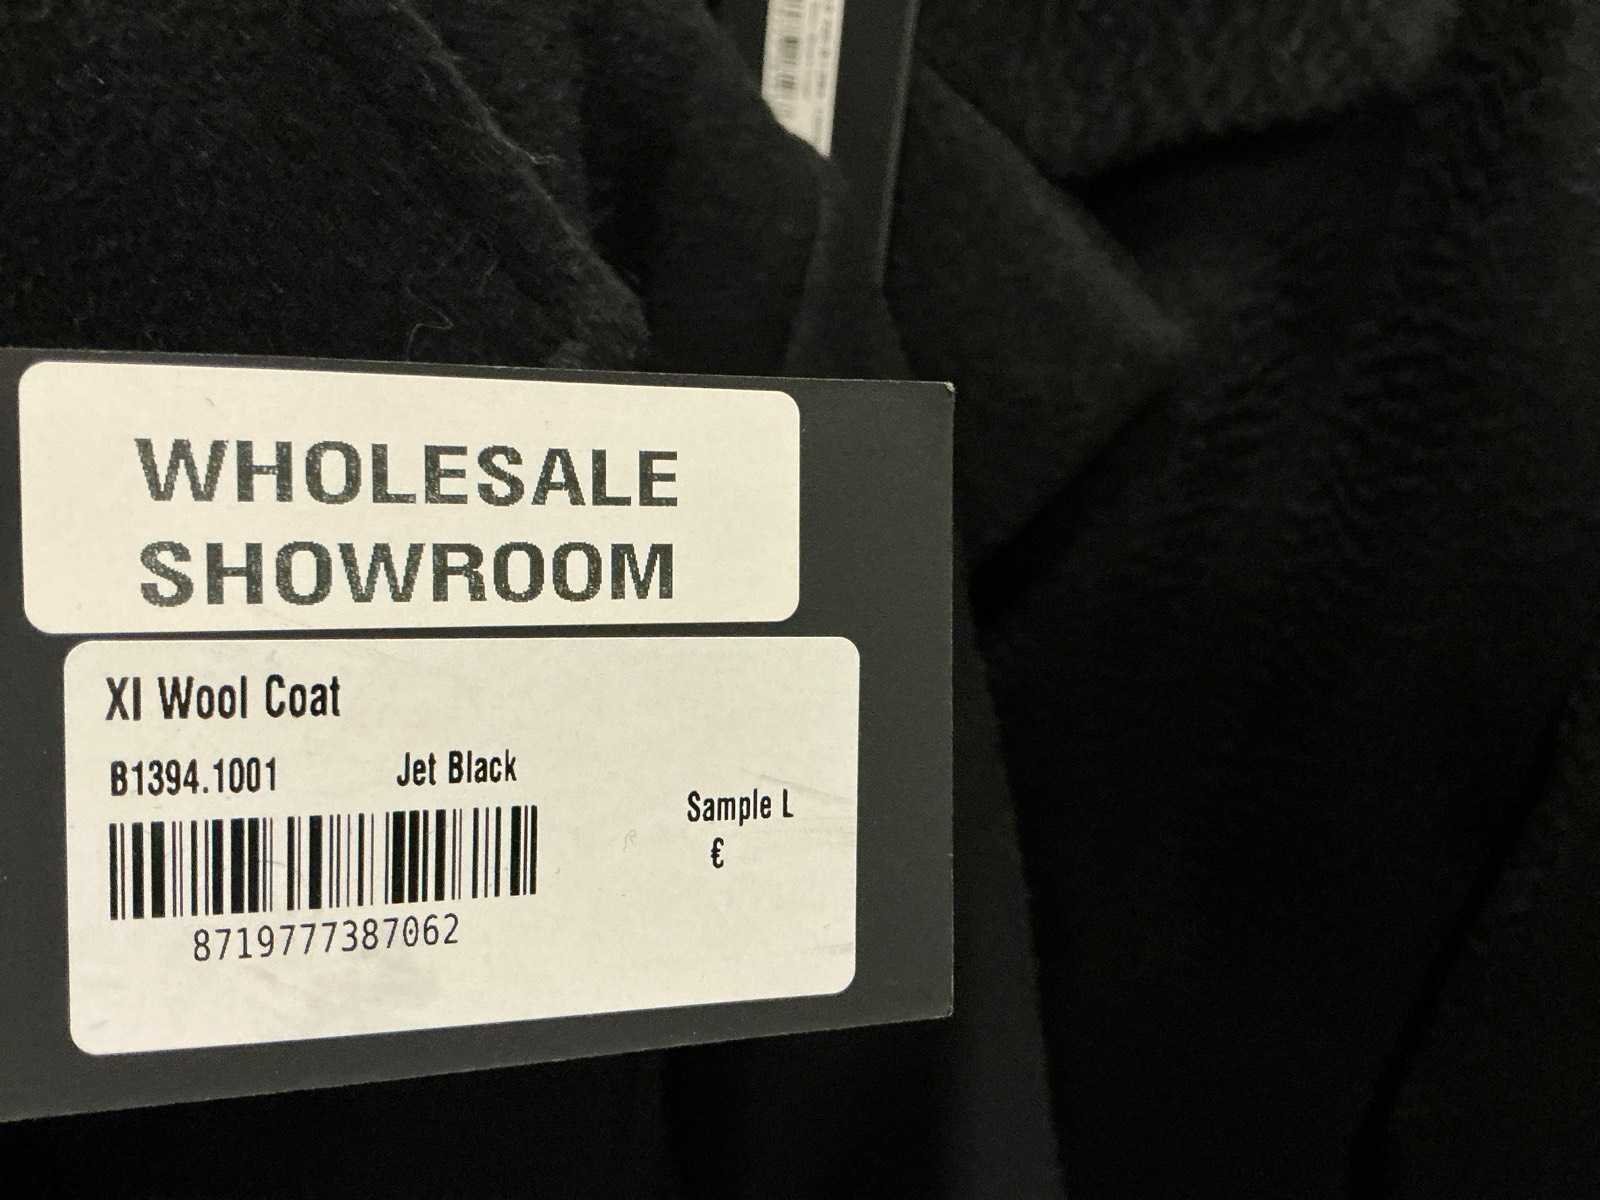 WHOLESALE
SHOWROOM
XI Wool Coat
B1394.1001 Jet Black
Sample L
€
8719777387062